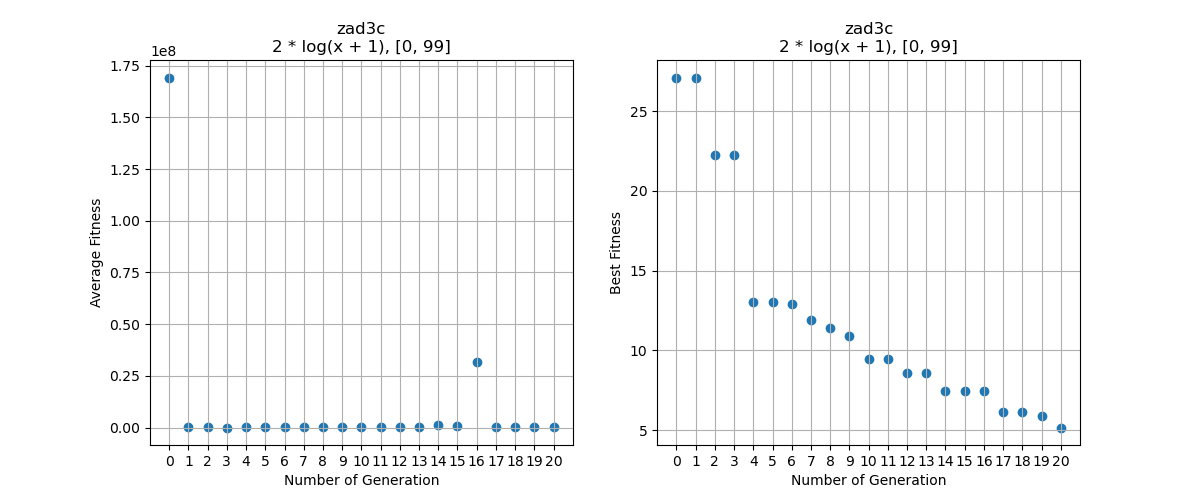 zad3c
2 * log(x + 1), [0, 99]
1e8
1.75
1.50
1.25
1.00
0.75
0.50
0.25
0.00
Average Fitness
0 1 2 3 4 5 6 7 8 9 10 11 12 13 14 15 16 17 18 19 20
Number of Generation
zad3c
2 * log(x + 1), [0, 99]
25
20
15
10
5
Best Fitness
0 1 2 3 4 5 6 7 8 9 10 11 12 13 14 15 16 17 18 19 20
Number of Generation